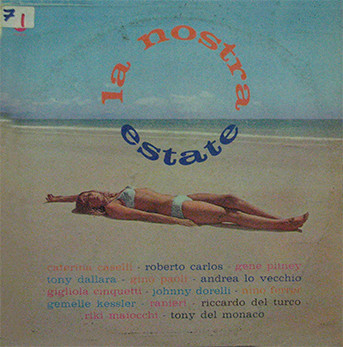 7 1
la nostra
estate
caterina caselli - roberto carlos - gene pitney
tony dallara - gino paoli - andrea lo vecchio
gigliola cinquetti - johnny dorelli - nino ferrer
gemelle kessler - ranieri - riccardo del turco
riki maiocchi - tony del monaco